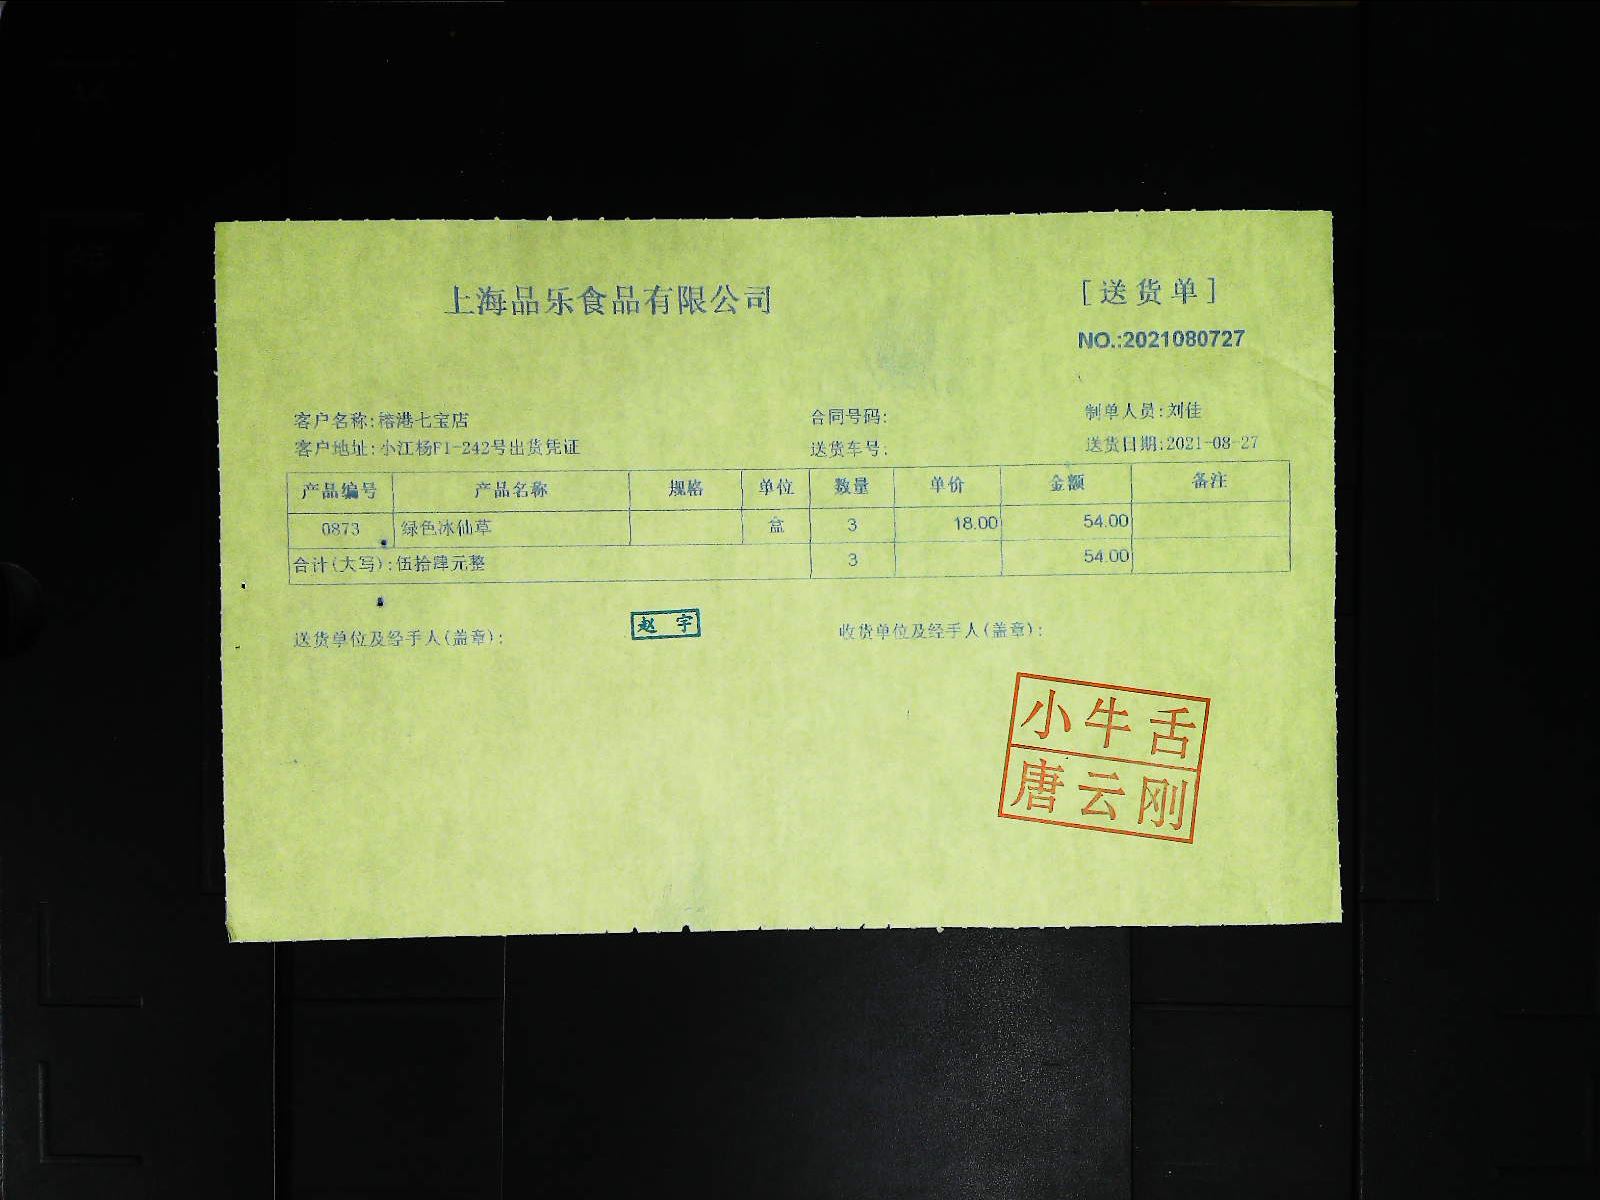 上海品乐食品有限公司
[送货单]
NO.:2021080727
客户名称:榕港七宝店 合同号码: 制单人员:刘佳
客户地址:小江杨F1-242号出货凭证 送货车号: 送货日期:2021-08-27
产品编号 产品名称 规格 单位 数量 单价 金额 备注
0873 绿色冰仙草 盒 3 18.00 54.00
合计(大写):伍拾肆元整 3 54.00
送货单位及经手人(盖章): 赵宇 收货单位及经手人(盖章):
小牛舌
唐云刚